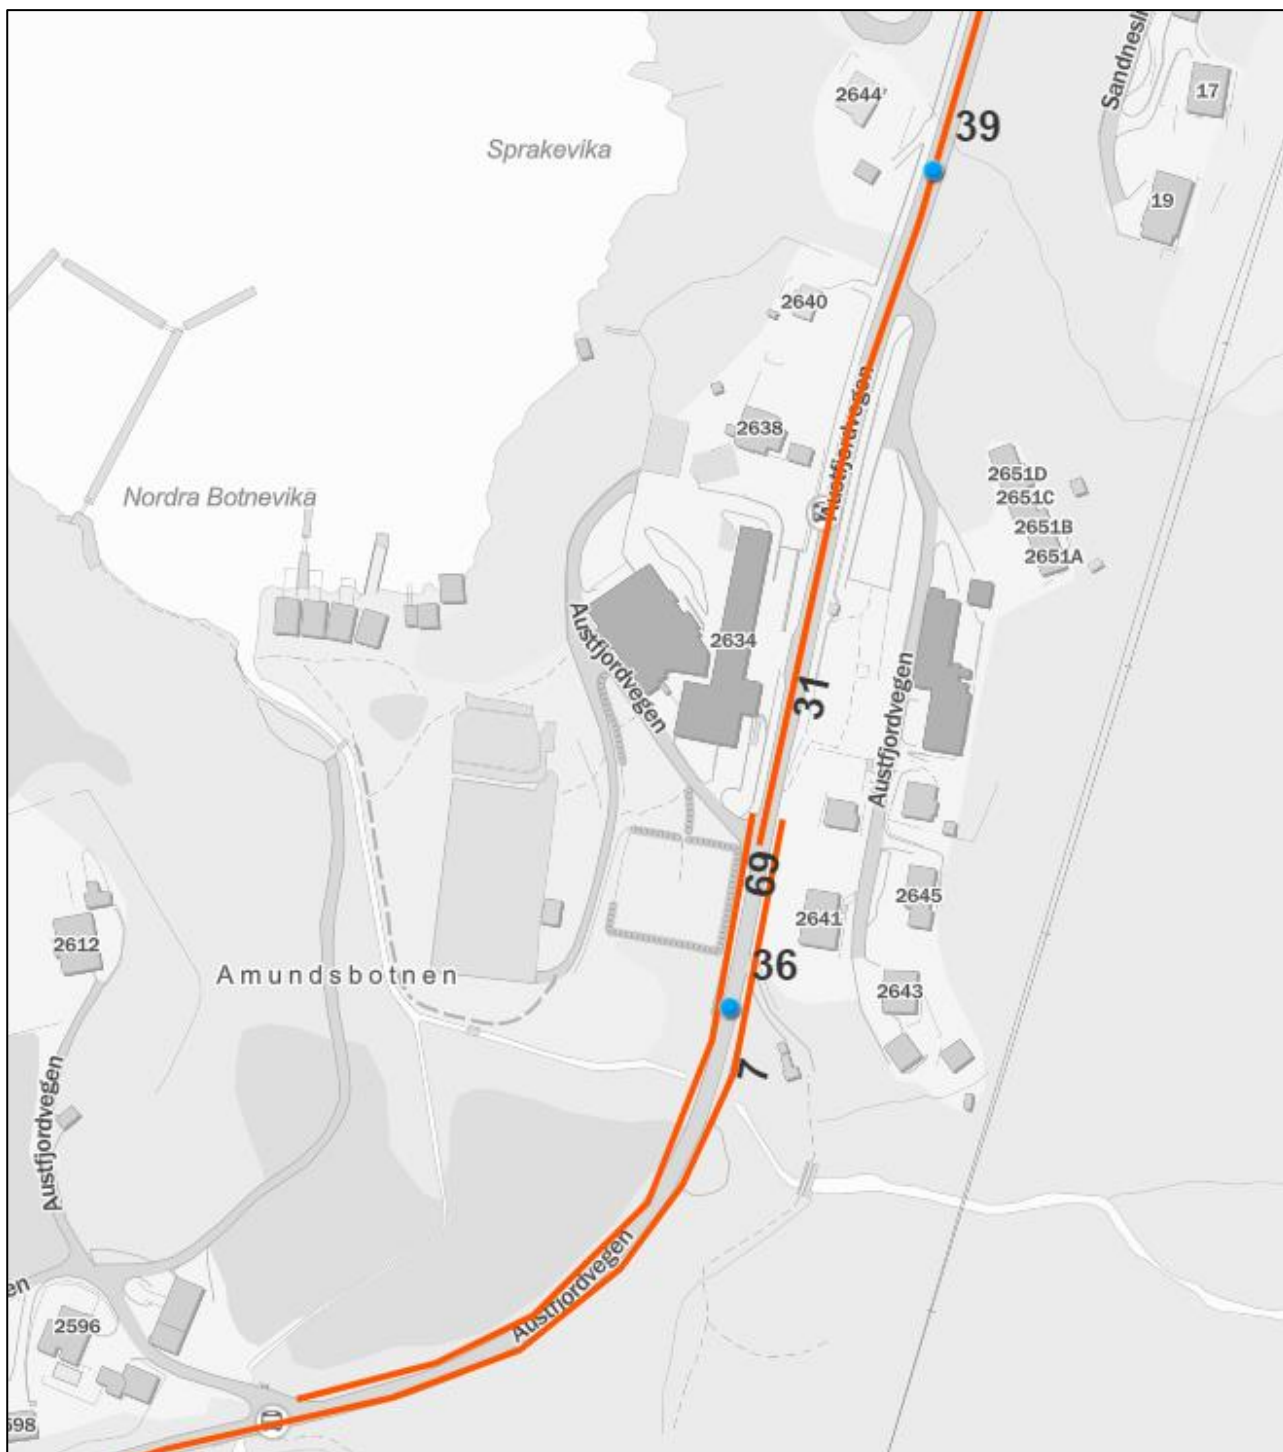 Sandnesli
17
2644
39
Sprakevika
19
2640
Austfjordvegen
2638
2651D
2651C
2651B
2651A
Nordra Botnevika
Austfjordvegen
2634
31
Austfjordvegen
69
2645
2641
2612
36
Amundsbotnen
2643
7
Austfjordvegen
Austfjordvegen
en
2596
598